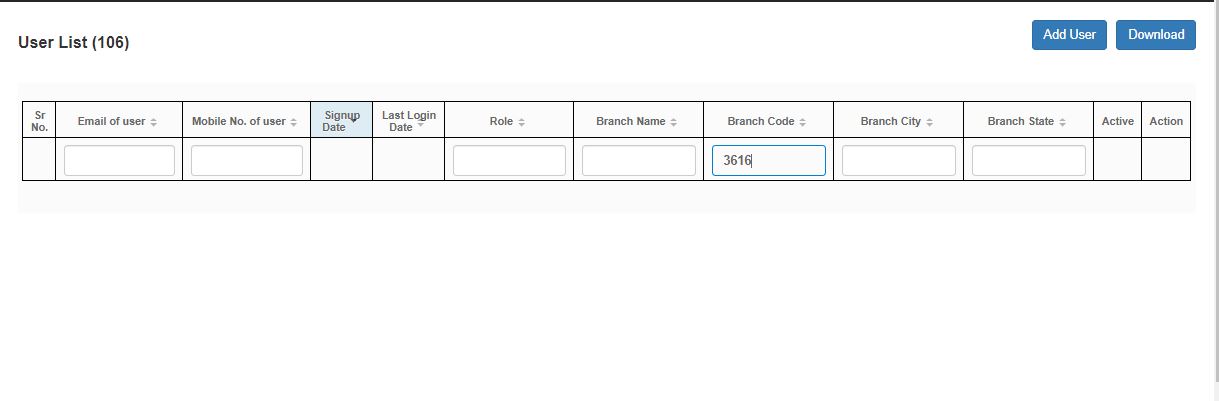 User List (106)
Add User
Download
Sr No.
Email of user
Mobile No. of user
Signup Date
Last Login Date
Role
Branch Name
Branch Code
Branch City
Branch State
Active
Action
3616